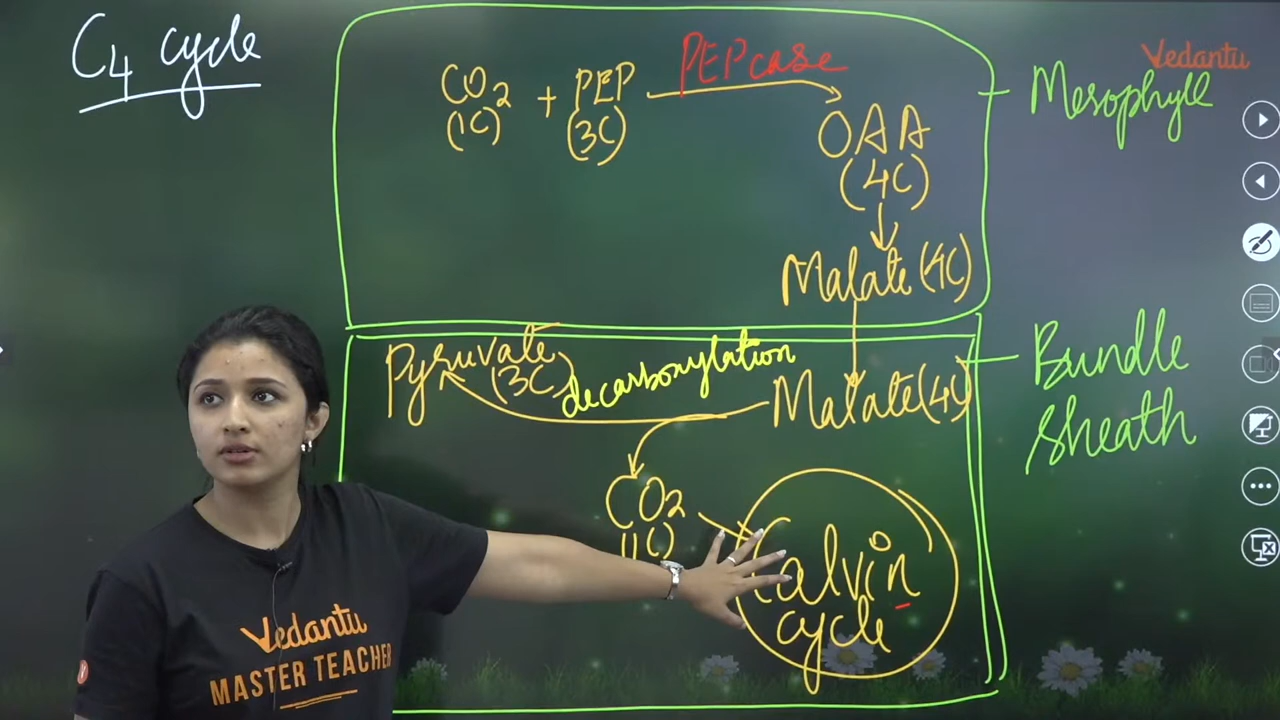 C4 cycle
Vedantu
CO2 + PEP
PEPcase
(1C) (3C)
OAA
(4C)
Mesophyle
Malate (4C)
Pyruvate
(3C)
decarboxylation
Malate (4C)
Bundle
sheath
CO2
(1C)
Calvin
cycle
Vedantu
MASTER TEACHER